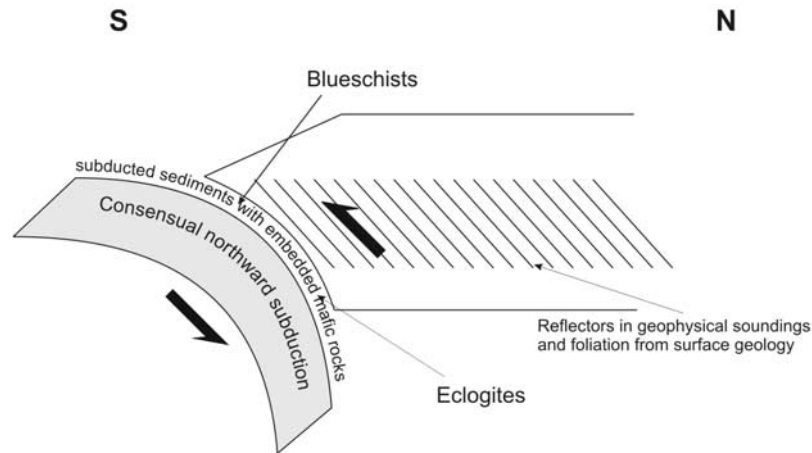 S
N
Blueschists
subducted sediments with embedded mafic rocks
Consensual northward subduction
Reflectors in geophysical soundings
and foliation from surface geology
Eclogites